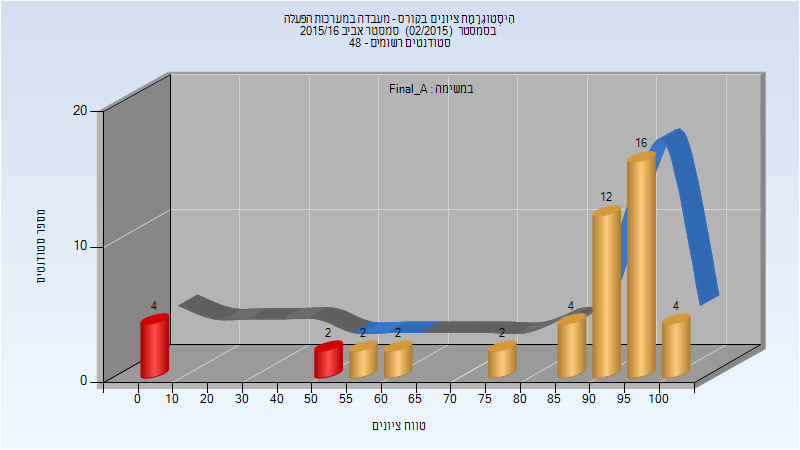 היסטוגרמת ציונים בקורס - מעבדה במערכות הפעלה
בסמסטר (02/2015) סמסטר אביב 2015/16
סטודנטים רשומים - 48
במשימה : Final_A
מספר סטודנטים
20
10
0
4
2
2
2
2
4
12
16
4
0 10 20 30 40 50 55 60 65 70 75 80 85 90 95 100
טווח ציונים